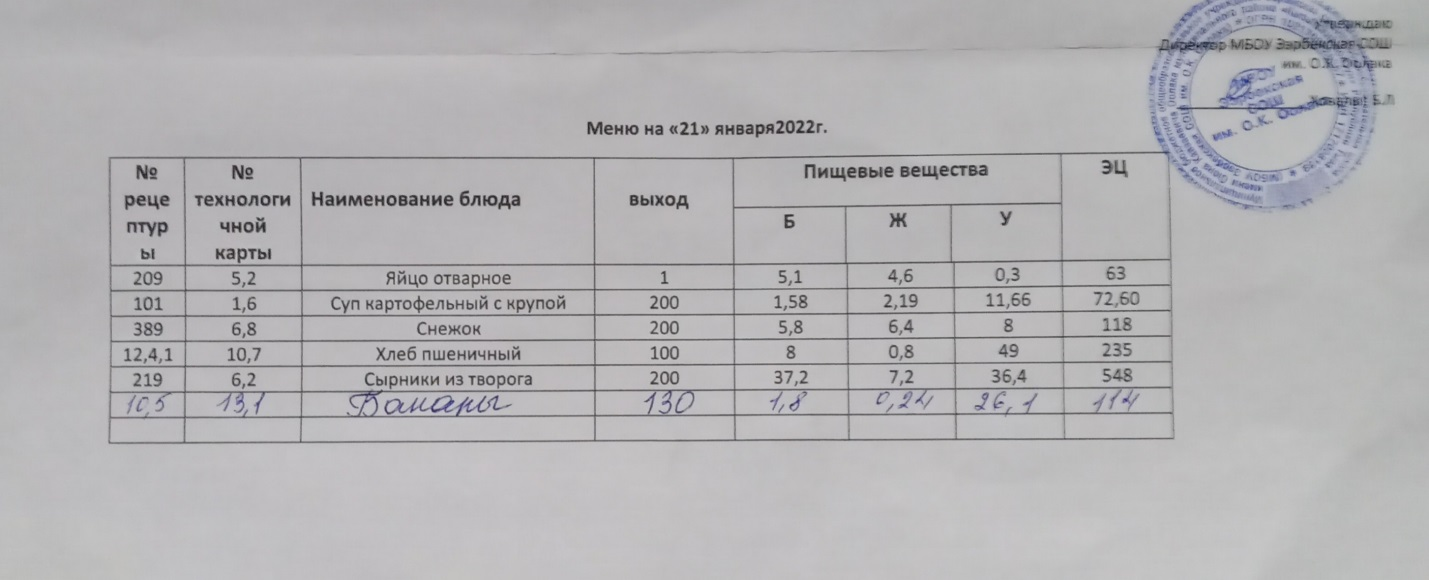 Утверждаю
Директор МБОУ Ээрбекская СОШ
им. О.К.
МБОУ
Ээрбекская
СОШ
им. О.К.
Меню на «21» января2022г.
№ рецептуры № технологичной карты Наименование блюда выход Пищевые вещества ЭЦ
Б Ж У
209 5,2 Яйцо отварное 1 5,1 4,6 0,3 63
101 1,6 Суп картофельный с крупой 200 1,58 2,19 11,66 72,60
389 6,8 Снежок 200 5,8 6,4 8 118
12,4,1 10,7 Хлеб пшеничный 100 8 0,8 49 235
219 6,2 Сырники из творога 200 37,2 7,2 36,4 548
10,5 13,1 Бананы 130 1,8 0,24 26,1 114